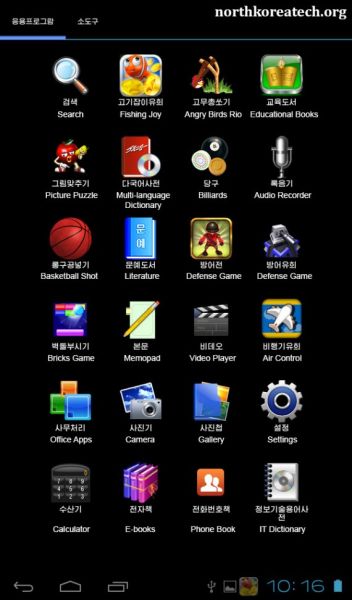 northkoreatech.org
응용프로그람 소도구
검색 고기잡이유희 고무총쏘기 교육도서
Search Fishing Joy Angry Birds Rio Educational Books
그림맞추기 다국어사전 당구 록음기
Picture Puzzle Multi-language Billiards Audio Recorder
Dictionary
롱구공넣기 문예도서 방어전 방어유희
Basketball Shot Literature Defense Game Defense Game
벽돌부시기 본문 비데오 비행기유희
Bricks Game Memopad Video Player Air Control
사무처리 사진기 사진첩 설정
Office Apps Camera Gallery Settings
수산기 전자책 전화번호책 정보기술용어사
전
Calculator E-books Phone Book IT Dictionary
10:16